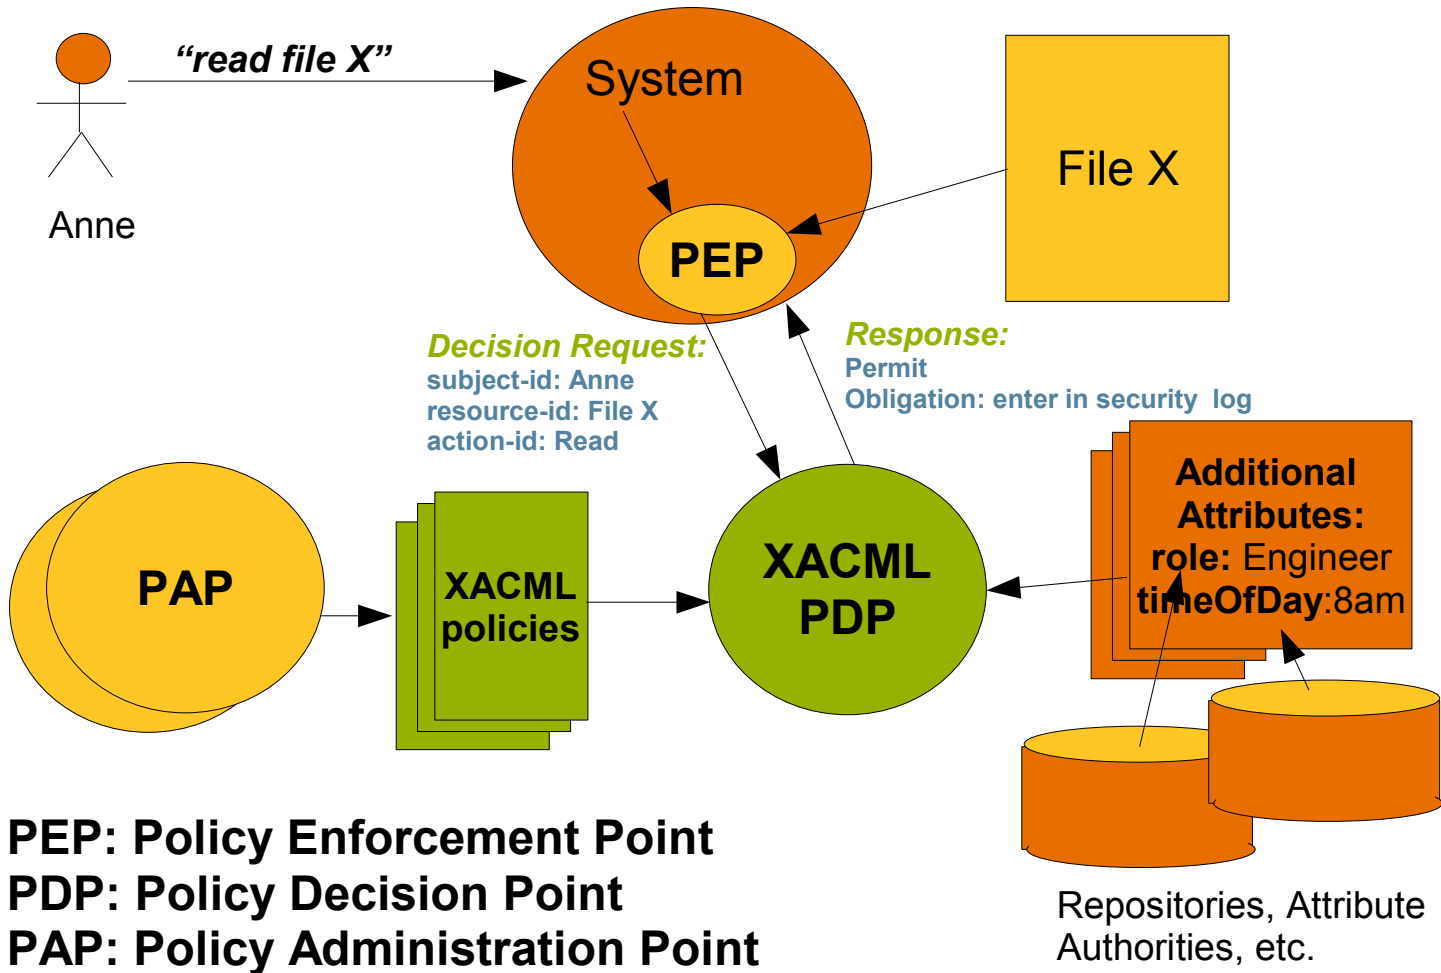 “read file X”
System
File X
Anne
PEP
Decision Request:
subject-id: Anne
resource-id: File X
action-id: Read
Response:
Permit
Obligation: enter in security log
PAP
XACML
policies
XACML
PDP
Additional
Attributes:
role: Engineer
timeOfDay:8am
PEP: Policy Enforcement Point
PDP: Policy Decision Point
PAP: Policy Administration Point
Repositories, Attribute
Authorities, etc.